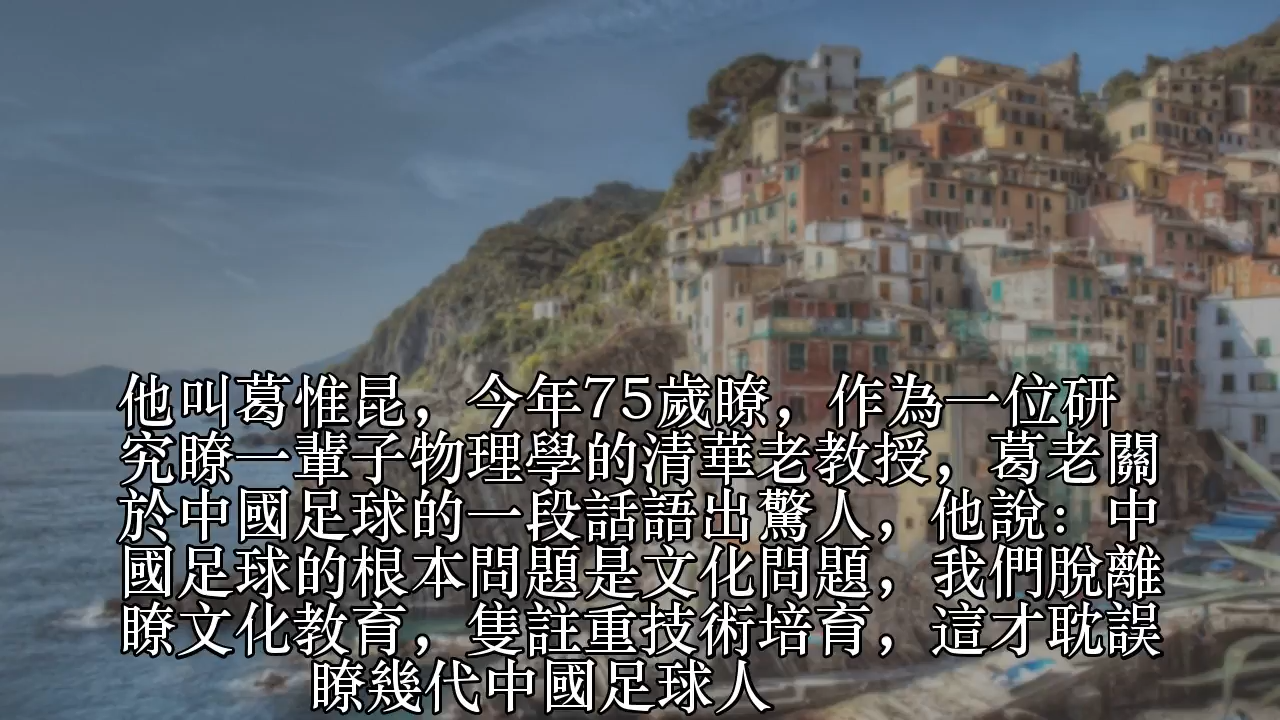 他叫葛惟昆，今年75歲瞭，作為一位研
究瞭一輩子物理學的清華老教授，葛老關
於中國足球的一段話語出驚人，他說：中
國足球的根本問題是文化問題，我們脫離
瞭文化教育，隻註重技術培育，這才耽誤
瞭幾代中國足球人